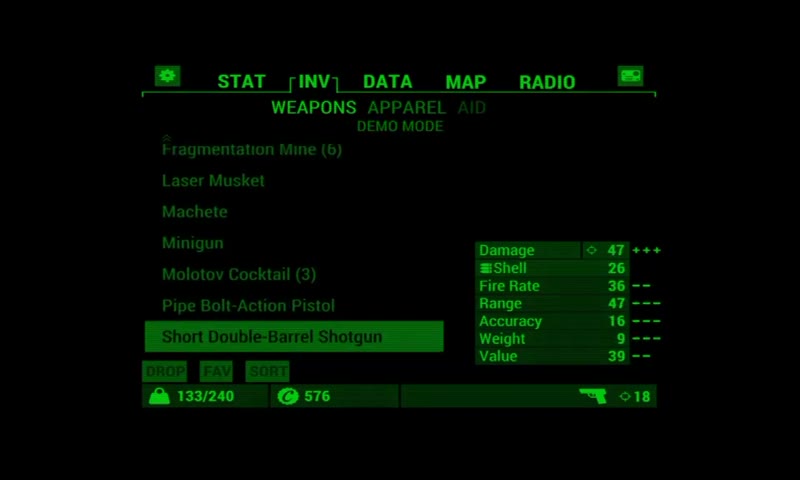 STAT INV DATA MAP RADIO
WEAPONS APPAREL AID
DEMO MODE
Fragmentation Mine (6)
Laser Musket
Machete
Minigun
Molotov Cocktail (3)
Pipe Bolt-Action Pistol
Short Double-Barrel Shotgun
Damage 47 +++
Shell 26
Fire Rate 36 --
Range 47 ---
Accuracy 16 ---
Weight 9 ---
Value 39 --
DROP FAV SORT
133/240 576 18